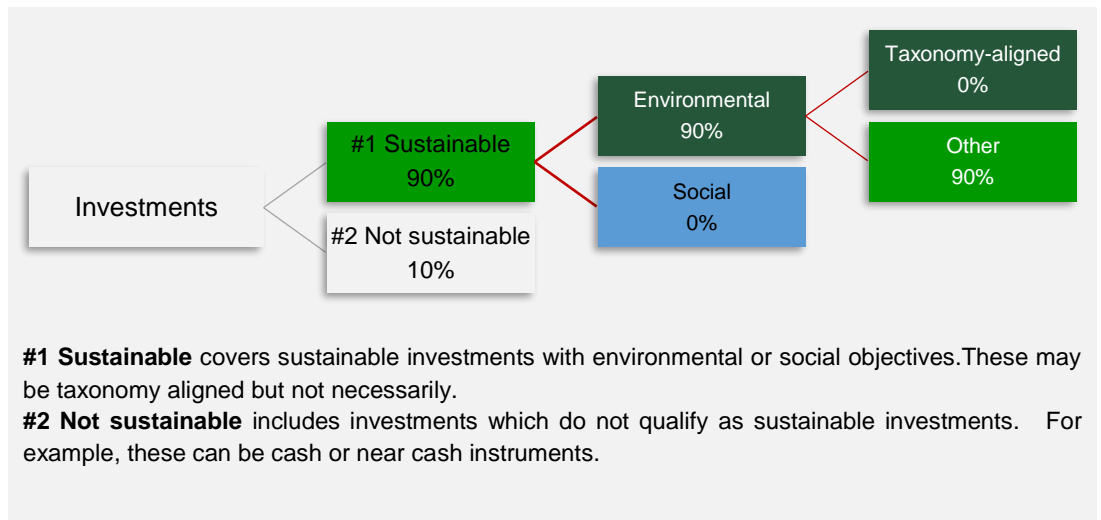 Investments
#1 Sustainable
90%
#2 Not sustainable
10%
Environmental
90%
Social
0%
Taxonomy-aligned
0%
Other
90%
#1 Sustainable covers sustainable investments with environmental or social objectives.These may
be taxonomy aligned but not necessarily.
#2 Not sustainable includes investments which do not qualify as sustainable investments. For
example, these can be cash or near cash instruments.